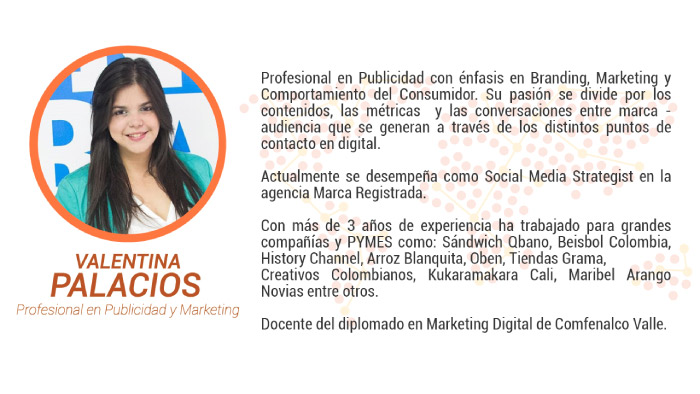 VALENTINA
PALACIOS
Profesional en Publicidad y Marketing
Profesional en Publicidad con énfasis en Branding, Marketing y
Comportamiento del Consumidor. Su pasión se divide por los
contenidos, las métricas y las conversaciones entre marca -
audiencia que se generan a través de los distintos puntos de
contacto en digital.
Actualmente se desempeña como Social Media Strategist en la
agencia Marca Registrada.
Con más de 3 años de experiencia ha trabajado para grandes
compañías y PYMES como: Sándwich Qbano, Beisbol Colombia,
History Channel, Arroz Blanquita, Oben, Tiendas Grama,
Creativos Colombianos, Kukaramakara Cali, Maribel Arango
Novias entre otros.
Docente del diplomado en Marketing Digital de Comfenalco Valle.